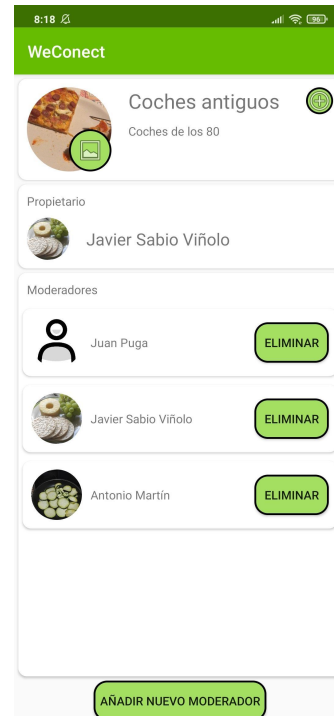 8:18
96
WeConect
Coches antiguos
Coches de los 80
Propietario
Javier Sabio Viñolo
Moderadores
Juan Puga
ELIMINAR
Javier Sabio Viñolo
ELIMINAR
Antonio Martín
ELIMINAR
AÑADIR NUEVO MODERADOR